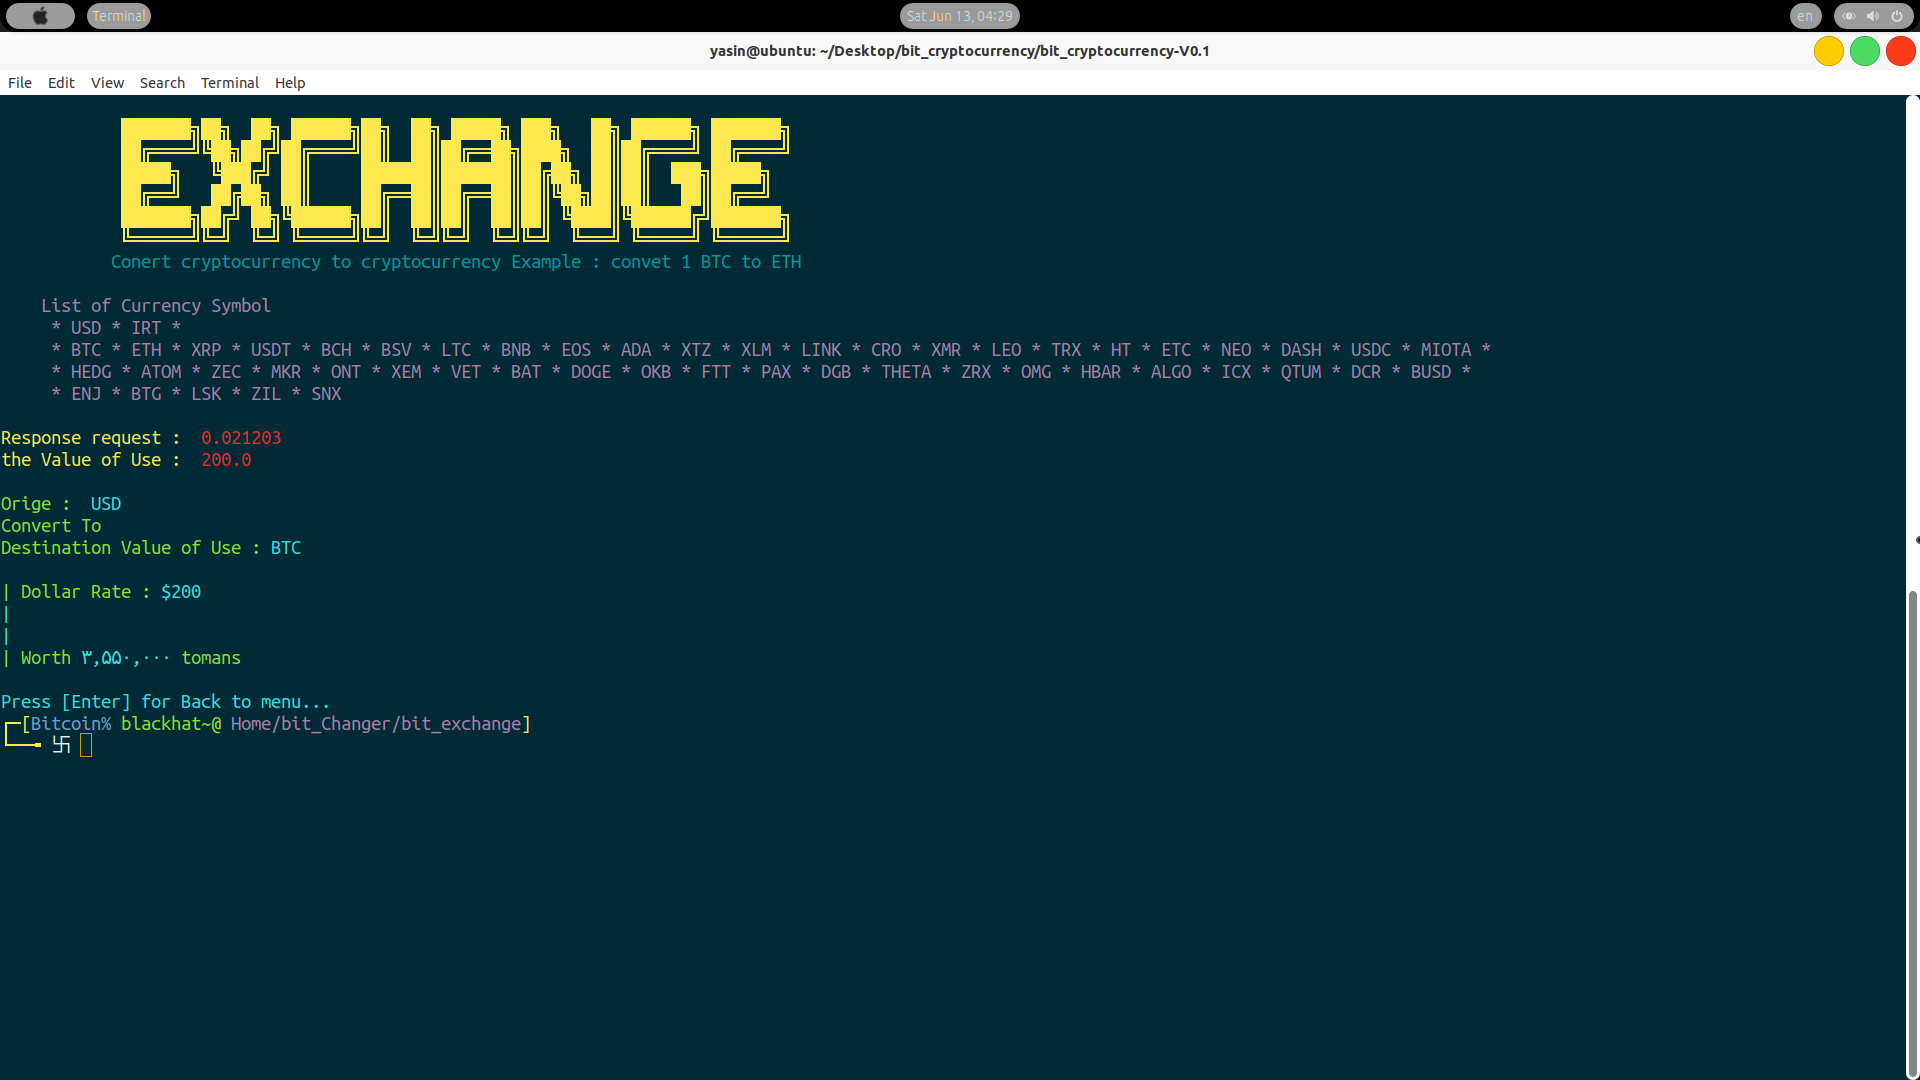 Terminal
Sat Jun 13, 04:29
en
yasin@ubuntu: ~/Desktop/bit_cryptocurrency/bit_cryptocurrency-V0.1
File Edit View Search Terminal Help
EXCHANGE
Conert cryptocurrency to cryptocurrency Example : convet 1 BTC to ETH
List of Currency Symbol
* USD * IRT *
* BTC * ETH * XRP * USDT * BCH * BSV * LTC * BNB * EOS * ADA * XTZ * XLM * LINK * CRO * XMR * LEO * TRX * HT * ETC * NEO * DASH * USDC * MIOTA *
* HEDG * ATOM * ZEC * MKR * ONT * XEM * VET * BAT * DOGE * OKB * FTT * PAX * DGB * THETA * ZRX * OMG * HBAR * ALGO * ICX * QTUM * DCR * BUSD *
* ENJ * BTG * LSK * ZIL * SNX
Response request : 0.021203
the Value of Use : 200.0
Orige : USD
Convert To
Destination Value of Use : BTC
| Dollar Rate : $200
|
|
| Worth ۳,۵۵۰,۰۰۰ tomans
Press [Enter] for Back to menu...
┌─[Bitcoin% blackhat~@ Home/bit_Changer/bit_exchange]
└──╼ 卐